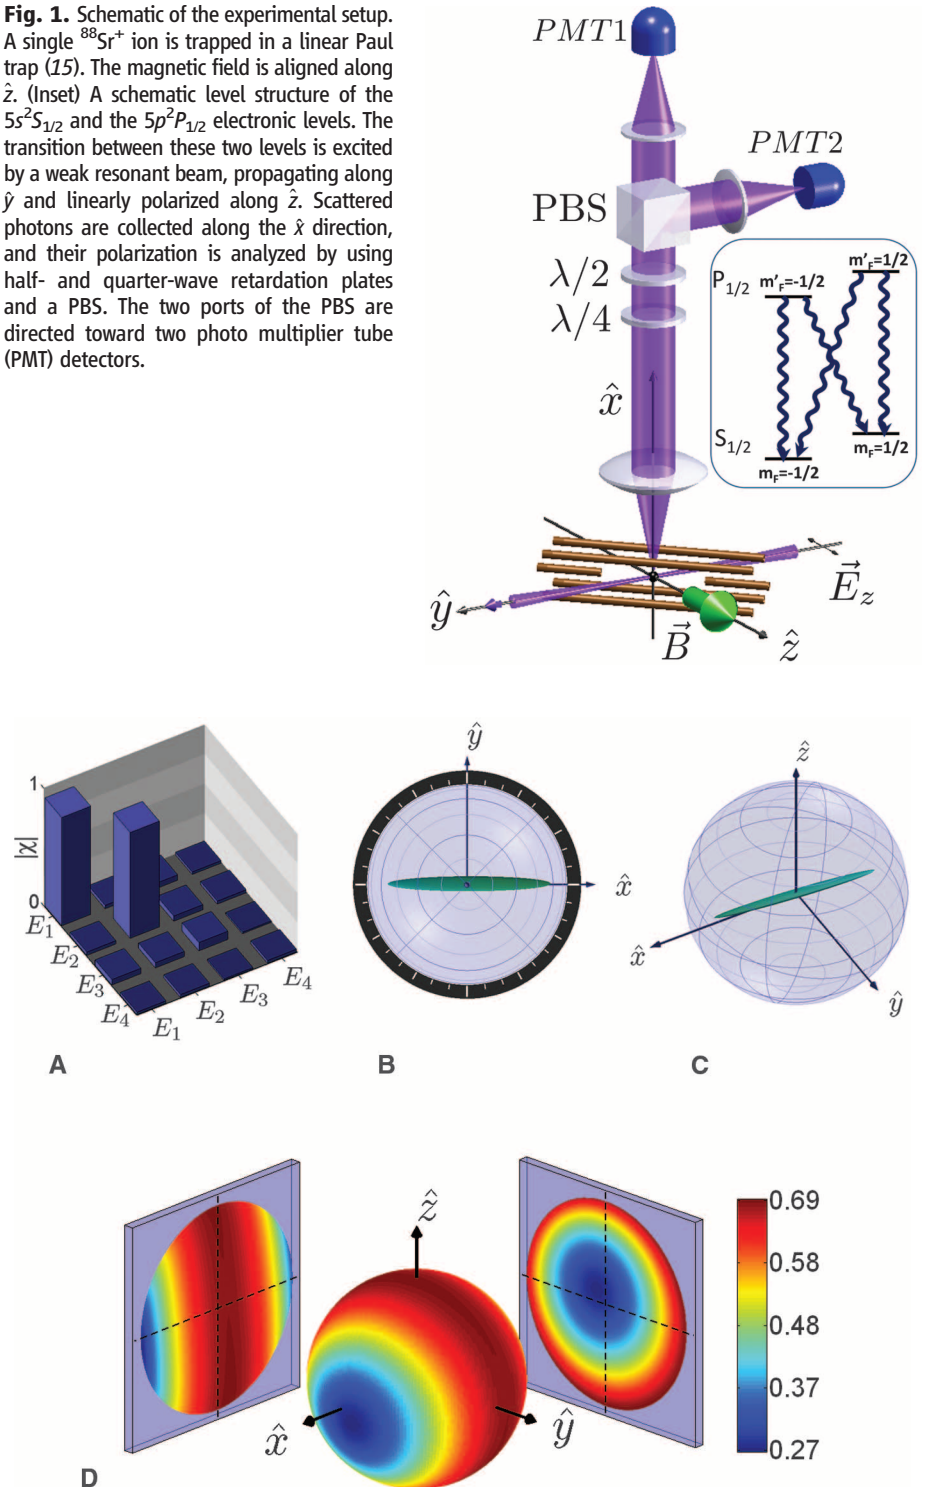 Fig. 1. Schematic of the experimental setup.
A single ⁸⁸Sr⁺ ion is trapped in a linear Paul
trap (15). The magnetic field is aligned along
ẑ. (Inset) A schematic level structure of the
5s²S₁/₂ and the 5p²P₁/₂ electronic levels. The
transition between these two levels is excited
by a weak resonant beam, propagating along
ŷ and linearly polarized along ẑ. Scattered
photons are collected along the x̂ direction,
and their polarization is analyzed by using
half- and quarter-wave retardation plates
and a PBS. The two ports of the PBS are
directed toward two photo multiplier tube
(PMT) detectors.
PMT1
PMT2
PBS
λ/2
λ/4
x̂
P₁/₂
m'F=-1/2
m'F=1/2
S₁/₂
mF=1/2
mF=-1/2
E⃗z
ŷ
B⃗
ẑ
1
|χ|
0
E₁
E₂
E₃
E₄
E₁
E₂
E₃
E₄
A
ŷ
x̂
B
ẑ
x̂
ŷ
C
ẑ
x̂
ŷ
0.69
0.58
0.48
0.37
0.27
D